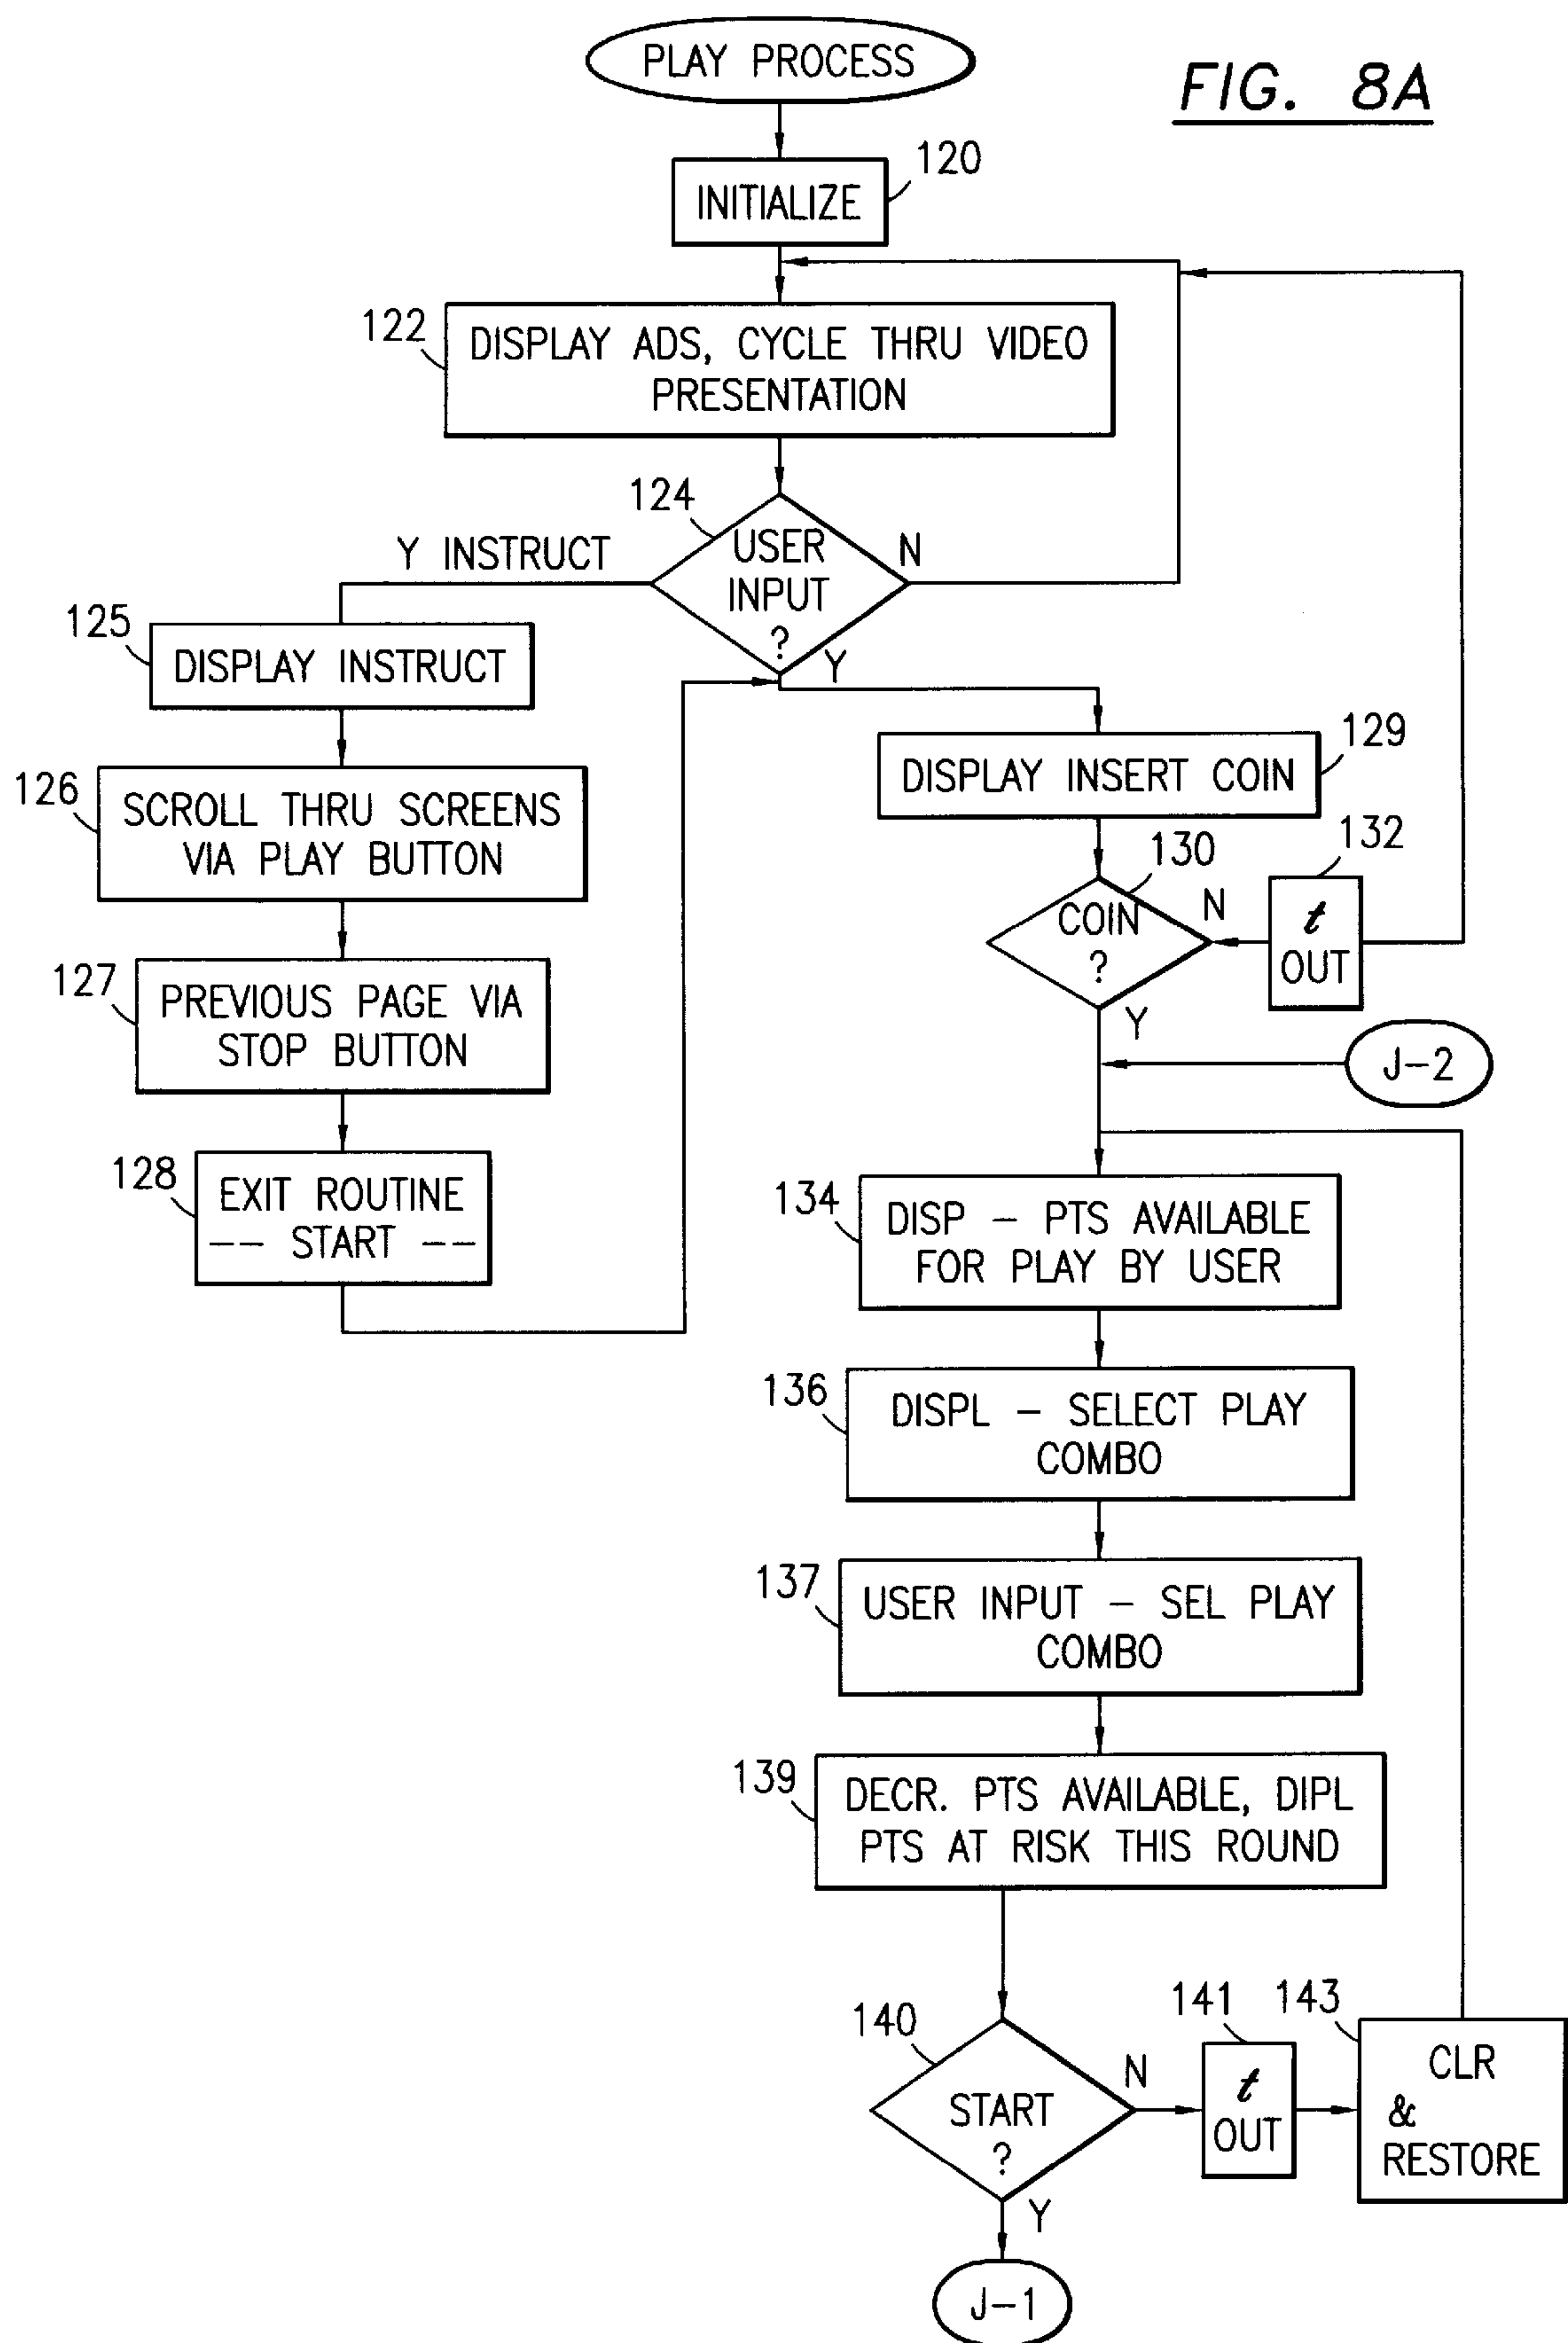 PLAY PROCESS
FIG. 8A
120
INITIALIZE
122
DISPLAY ADS, CYCLE THRU VIDEO
PRESENTATION
124
USER
INPUT
?
Y INSTRUCT
N
Y
125
DISPLAY INSTRUCT
126
SCROLL THRU SCREENS
VIA PLAY BUTTON
127
PREVIOUS PAGE VIA
STOP BUTTON
128
EXIT ROUTINE
-- START --
129
DISPLAY INSERT COIN
130
COIN
?
N
132
t
OUT
Y
J-2
134
DISP - PTS AVAILABLE
FOR PLAY BY USER
136
DISPL - SELECT PLAY
COMBO
137
USER INPUT - SEL PLAY
COMBO
139
DECR. PTS AVAILABLE, DIPL
PTS AT RISK THIS ROUND
140
START
?
N
141
t
OUT
143
CLR
&
RESTORE
Y
J-1